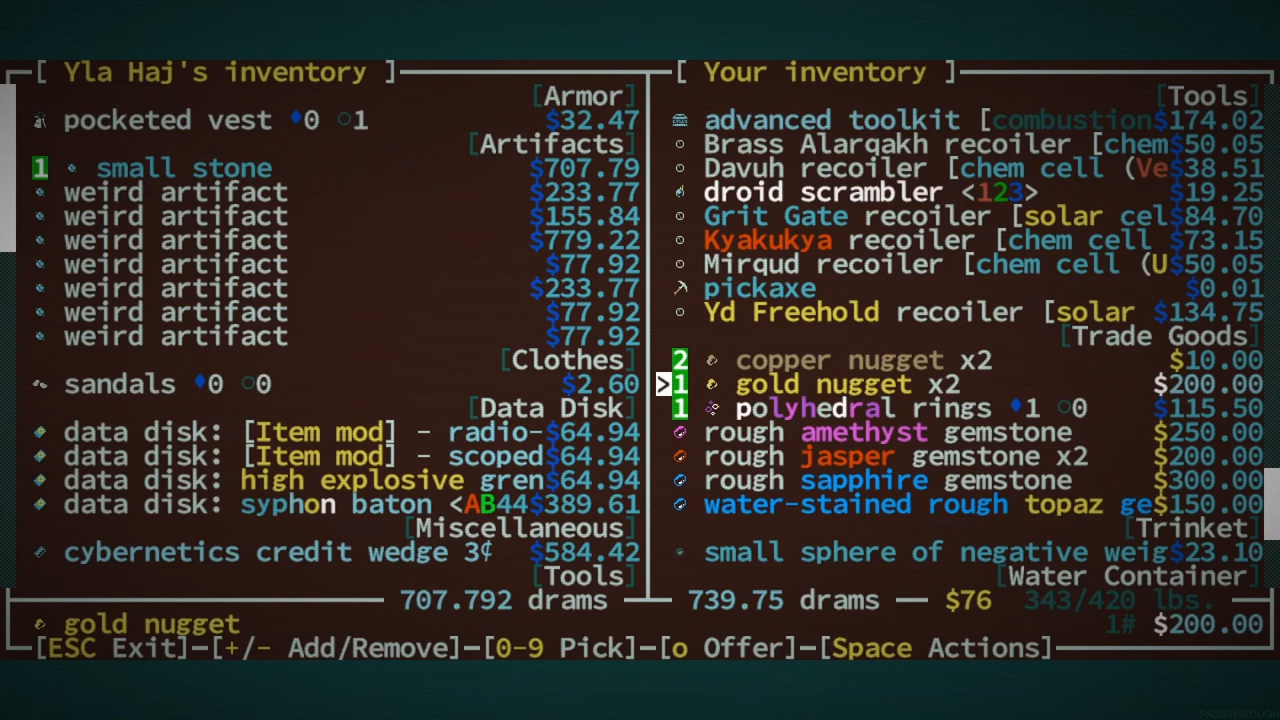 [ Yla Haj's inventory ]
[Armor]
pocketed vest ♦0 ○1 $32.47
[Artifacts]
1 small stone $707.79
weird artifact $233.77
weird artifact $155.84
weird artifact $779.22
weird artifact $77.92
weird artifact $233.77
weird artifact $77.92
weird artifact $77.92
[Clothes]
sandals ♦0 ○0 $2.60
[Data Disk]
data disk: [Item mod] - radio-$64.94
data disk: [Item mod] - scoped$64.94
data disk: high explosive gren$64.94
data disk: syphon baton <AB44$389.61
[Miscellaneous]
cybernetics credit wedge 3¢ $584.42
[Tools]
707.792 drams
[ Your inventory ]
[Tools]
advanced toolkit [combustion$174.02
Brass Alarqakh recoiler [chem$50.05
Davuh recoiler [chem cell (Ve$38.51
droid scrambler <123> $19.25
Grit Gate recoiler [solar cel$84.70
Kyakukya recoiler [chem cell $73.15
Mirqud recoiler [chem cell (U$50.05
pickaxe $0.01
Yd Freehold recoiler [solar $134.75
[Trade Goods]
2 copper nugget x2 $10.00
>1 gold nugget x2 $200.00
1 polyhedral rings ♦1 ○0 $115.50
rough amethyst gemstone $250.00
rough jasper gemstone x2 $200.00
rough sapphire gemstone $300.00
water-stained rough topaz ge$150.00
[Trinket]
small sphere of negative weig$23.10
[Water Container]
739.75 drams — $76 343/420 lbs.
gold nugget 1# $200.00
[ESC Exit]—[+/- Add/Remove]—[0-9 Pick]—[o Offer]—[Space Actions]